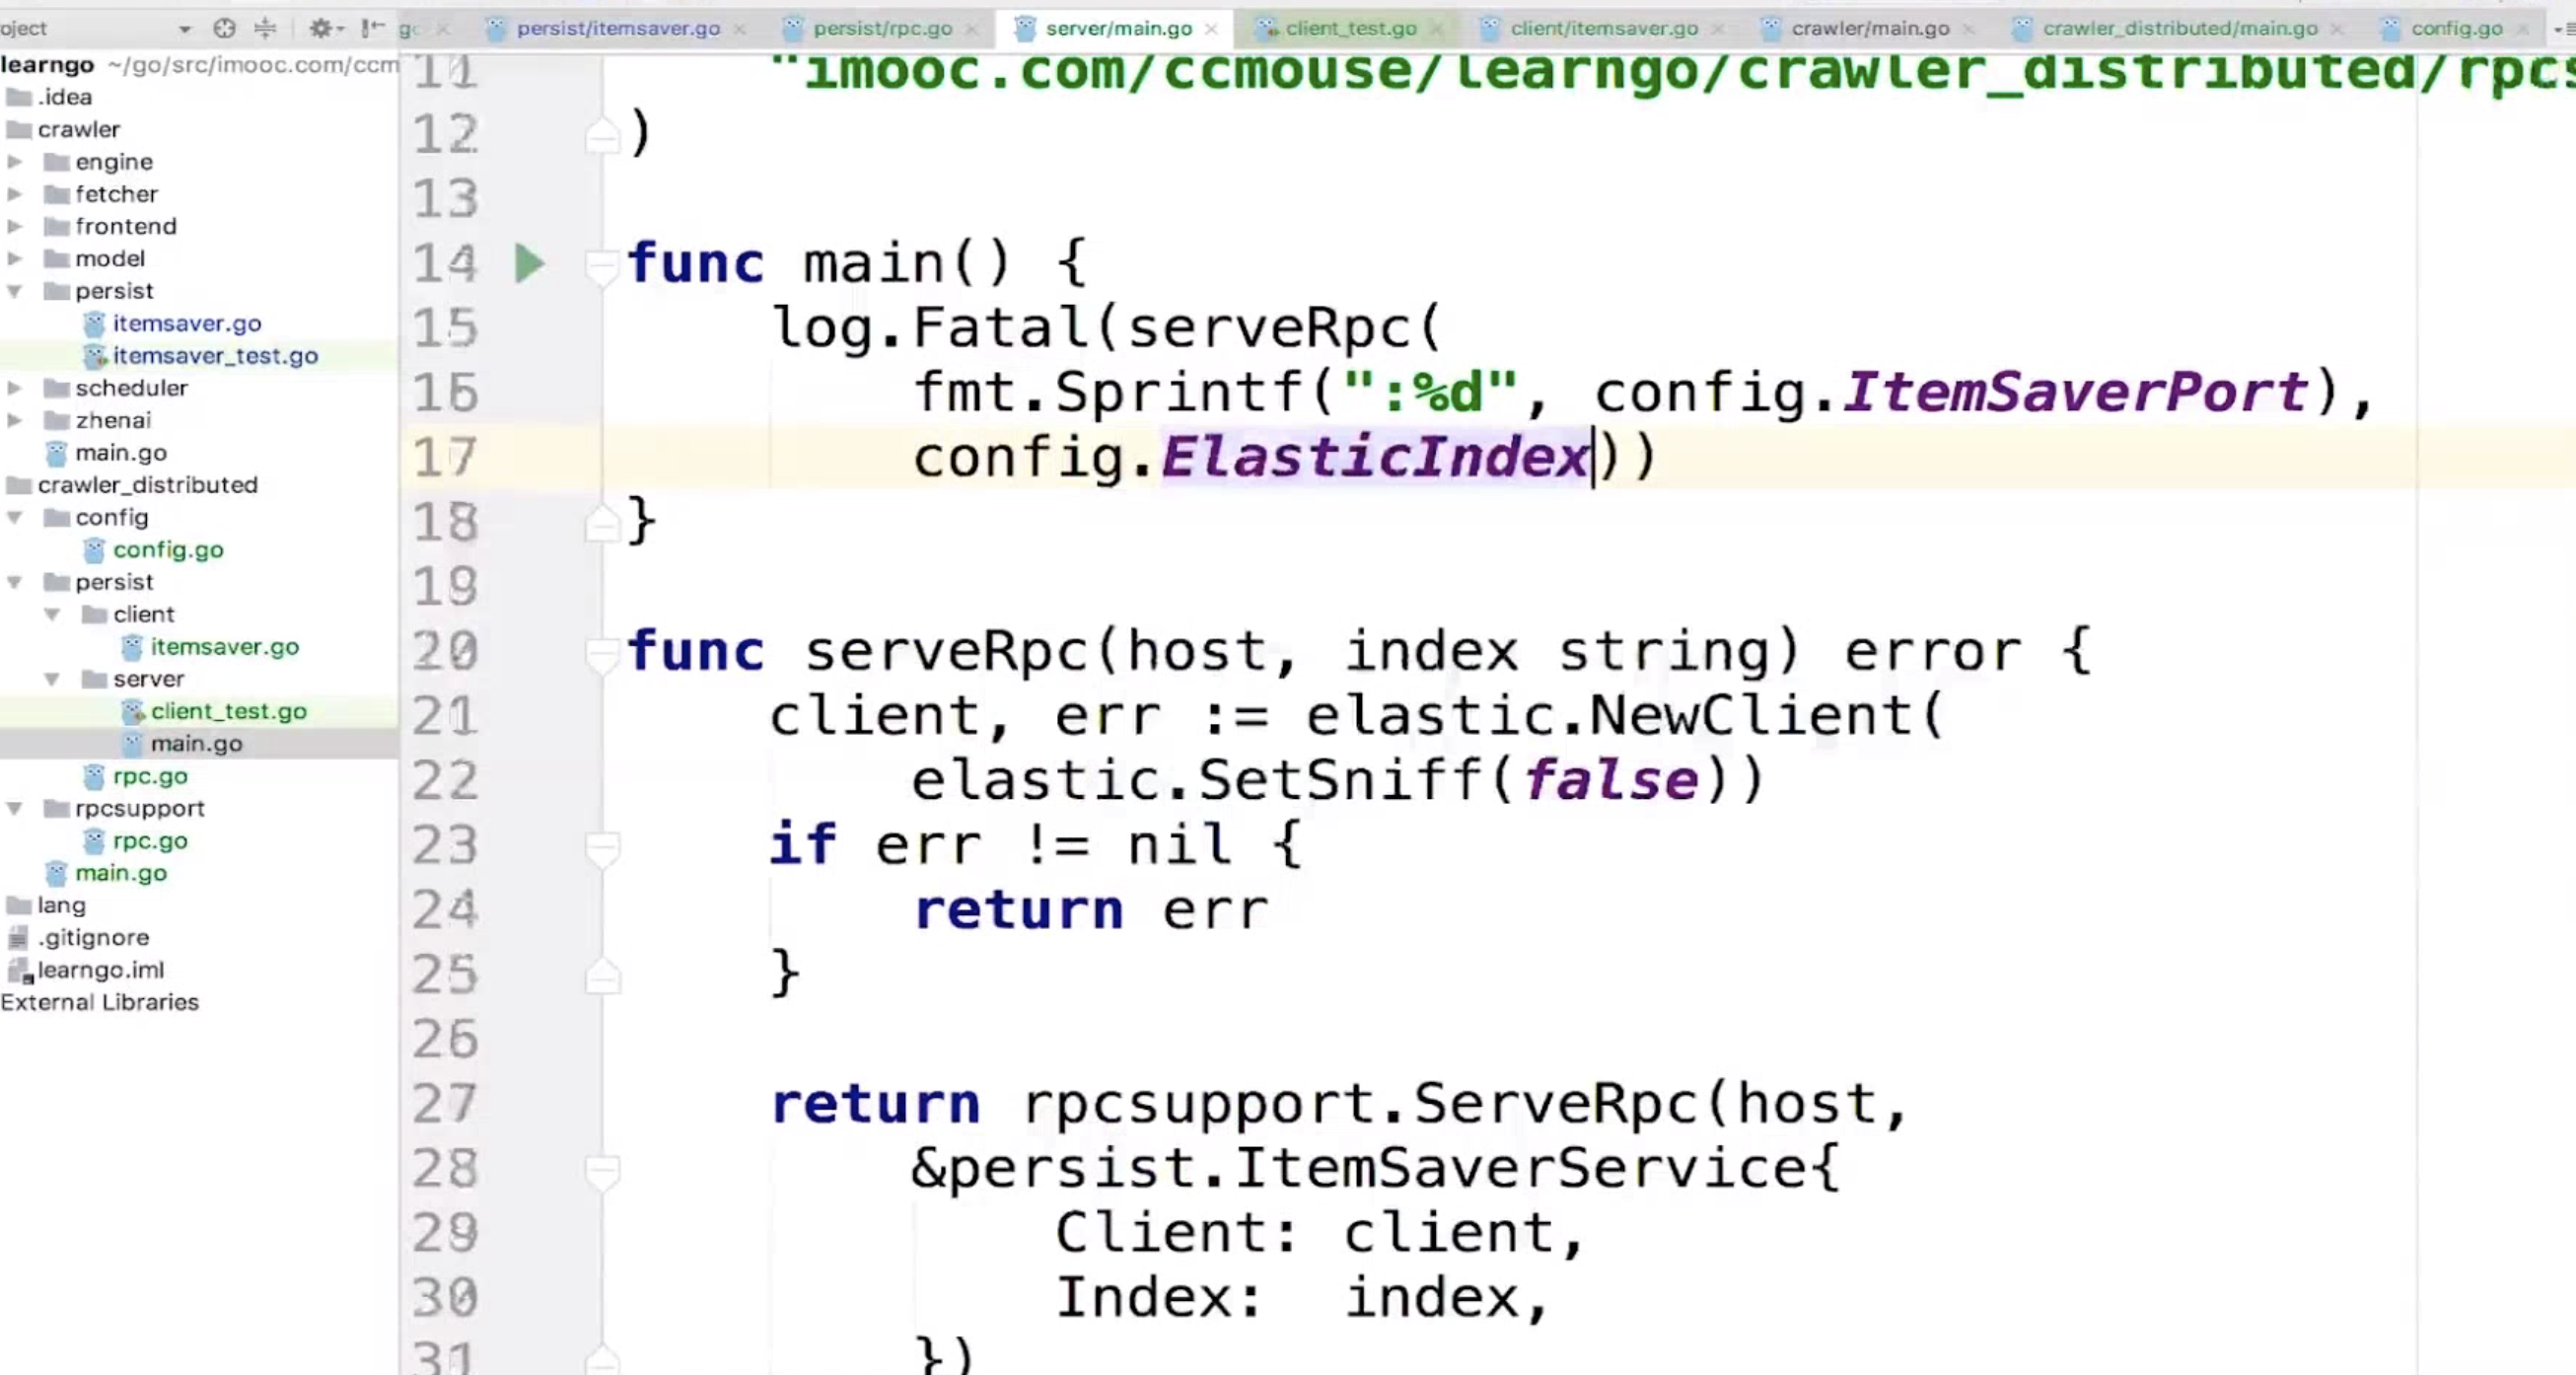 oject
go
persist/itemsaver.go
persist/rpc.go
server/main.go
client_test.go
client/itemsaver.go
crawler/main.go
crawler_distributed/main.go
config.go
learngo ~/go/src/imooc.com/ccm
.idea
crawler
engine
fetcher
frontend
model
persist
itemsaver.go
itemsaver_test.go
scheduler
zhenai
main.go
crawler_distributed
config
config.go
persist
client
itemsaver.go
server
client_test.go
main.go
rpc.go
rpcsupport
rpc.go
main.go
lang
.gitignore
learngo.iml
External Libraries
11 "imooc.com/ccmouse/learngo/crawler_distributed/rpcs
12 )
13
14 func main() {
15 log.Fatal(serveRpc(
16 fmt.Sprintf(":%d", config.ItemSaverPort),
17 config.ElasticIndex))
18 }
19
20 func serveRpc(host, index string) error {
21 client, err := elastic.NewClient(
22 elastic.SetSniff(false))
23 if err != nil {
24 return err
25 }
26
27 return rpcsupport.ServeRpc(host,
28 &persist.ItemSaverService{
29 Client: client,
30 Index: index,
31 })